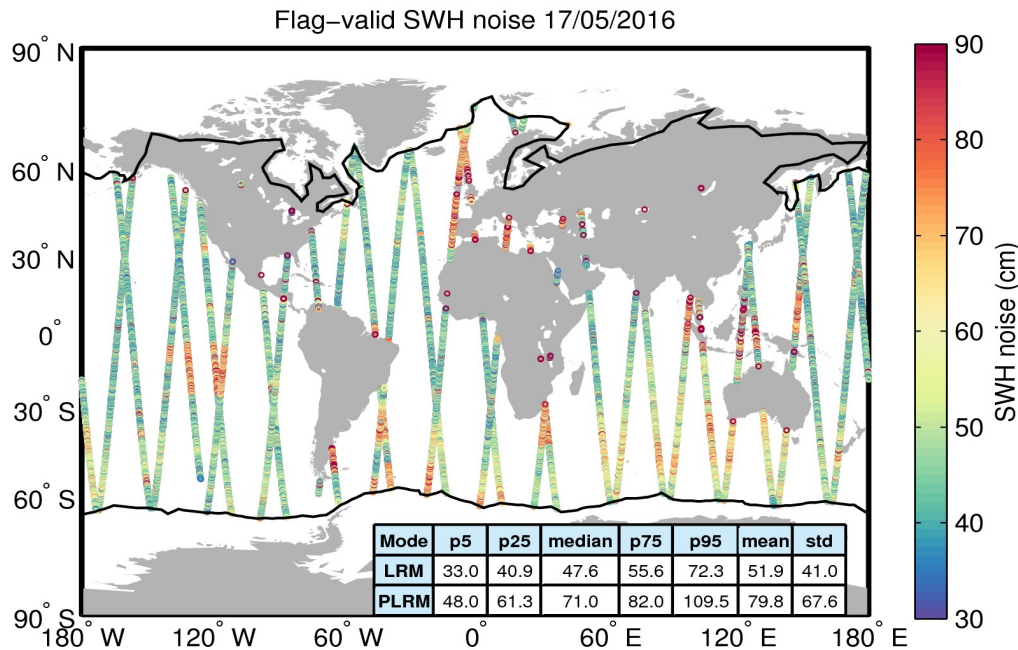 Flag−valid SWH noise 17/05/2016
90° N
60° N
30° N
0°
30° S
60° S
90° S
180° W
120° W
60° W
0°
60° E
120° E
180° E
Mode p5 p25 median p75 p95 mean std
LRM 33.0 40.9 47.6 55.6 72.3 51.9 41.0
PLRM 48.0 61.3 71.0 82.0 109.5 79.8 67.6
90
80
70
60
50
40
30
SWH noise (cm)